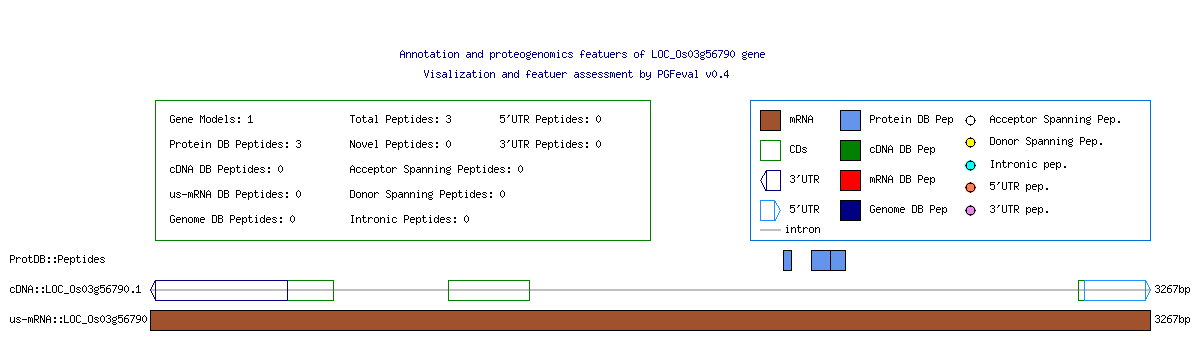 Annotation and proteogenomics featuers of LOC_Os03g56790 gene
Visalization and featuer assessment by PGFeval v0.4
Gene Models: 1 Total Peptides: 3 5'UTR Peptides: 0
Protein DB Peptides: 3 Novel Peptides: 0 3'UTR Peptides: 0
cDNA DB Peptides: 0 Acceptor Spanning Peptides: 0
us-mRNA DB Peptides: 0 Donor Spanning Peptides: 0
Genome DB Peptides: 0 Intronic Peptides: 0
mRNA Protein DB Pep Acceptor Spanning Pep.
CDs cDNA DB Pep Donor Spanning Pep.
3'UTR mRNA DB Pep Intronic pep.
5'UTR Genome DB Pep 5'UTR pep.
intron 3'UTR pep.
ProtDB::Peptides
cDNA::LOC_Os03g56790.1 3267bp
us-mRNA::LOC_Os03g56790 3267bp